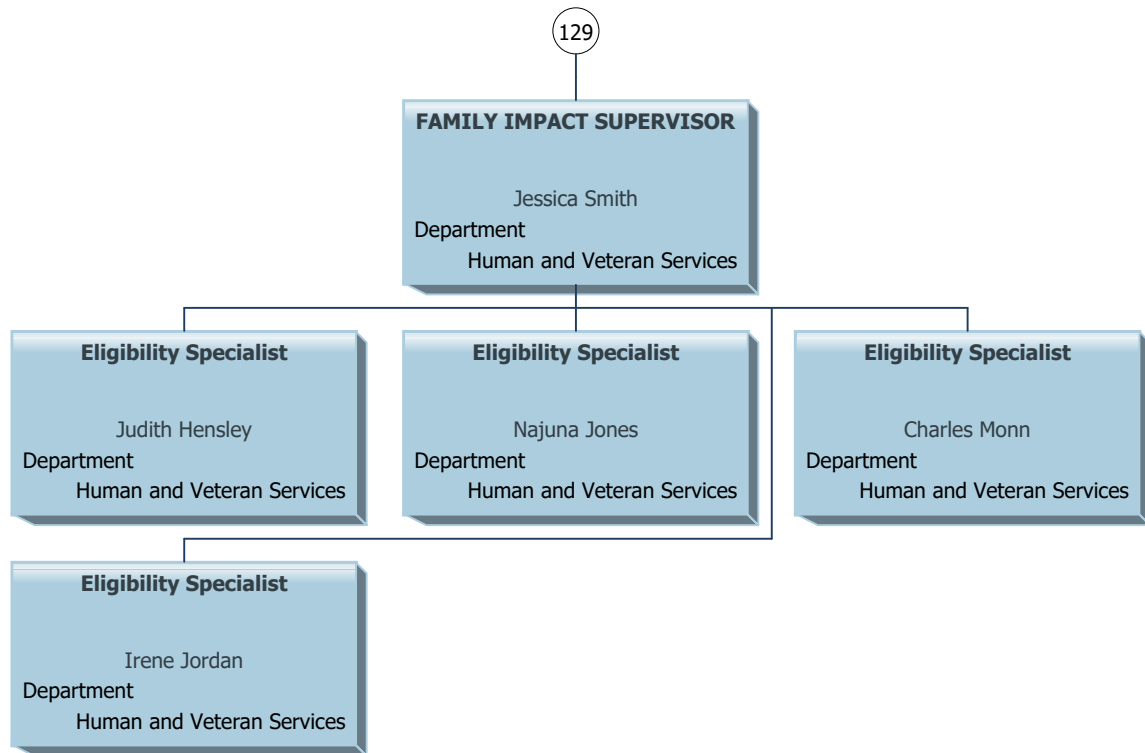 129
FAMILY IMPACT SUPERVISOR
Jessica Smith
Department
Human and Veteran Services
Eligibility Specialist
Judith Hensley
Department
Human and Veteran Services
Eligibility Specialist
Najuna Jones
Department
Human and Veteran Services
Eligibility Specialist
Charles Monn
Department
Human and Veteran Services
Eligibility Specialist
Irene Jordan
Department
Human and Veteran Services